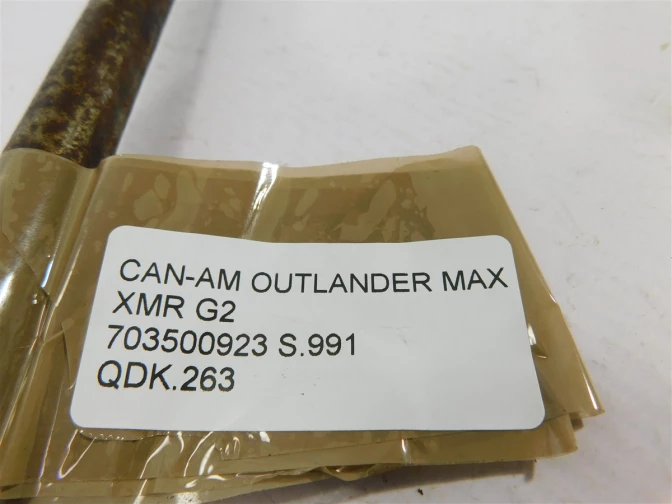 CAN-AM OUTLANDER MAX
XMR G2
703500923 S.991
QDK.263